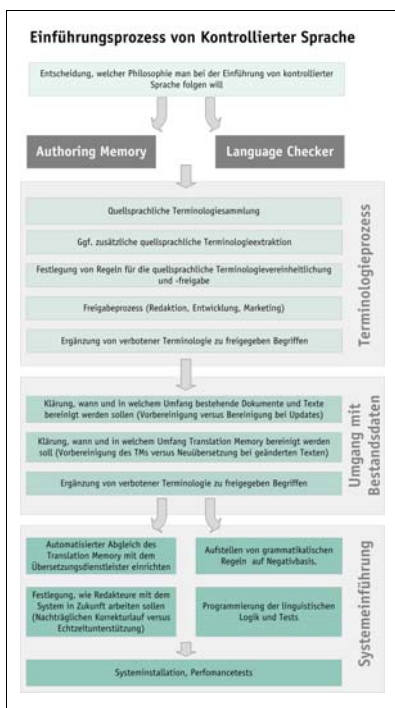 Einführungsprozess von Kontrollierter Sprache
Entscheidung, welcher Philosophie man bei der Einführung von kontrollierter
Sprache folgen will
Authoring Memory
Language Checker
Quellsprachliche Terminologiesammlung
Ggf. zusätzliche quellsprachliche Terminologieextraktion
Festlegung von Regeln für die quellsprachliche Terminologievereinheitlichung
und -freigabe
Freigabeprozess (Redaktion, Entwicklung, Marketing)
Ergänzung von verbotener Terminologie zu freigegeben Begriffen
Terminologieprozess
Klärung, wann und in welchem Umfang bestehende Dokumente und Texte
bereinigt werden sollen (Vorbereinigung versus Bereinigung bei Updates)
Klärung, wann und in welchem Umfang Translation Memory bereinigt werden
soll (Vorbereinigung des TMs versus Neuübersetzung bei geänderten Texten)
Ergänzung von verbotener Terminologie zu freigegeben Begriffen
Umgang mit
Bestandsdaten
Automatisierter Abgleich des
Translation Memory mit dem
Übersetzungsdienstleister einrichten
Aufstellen von grammatikalischen
Regeln auf Negativbasis.
Festlegung, wie Redakteure mit dem
System in Zukunft arbeiten sollen
(Nachträglichen Korrekturlauf versus
Echtzeitunterstützung)
Programmierung der linguistischen
Logik und Tests
Systeminstallation, Perfomancetests
Systemeinführung